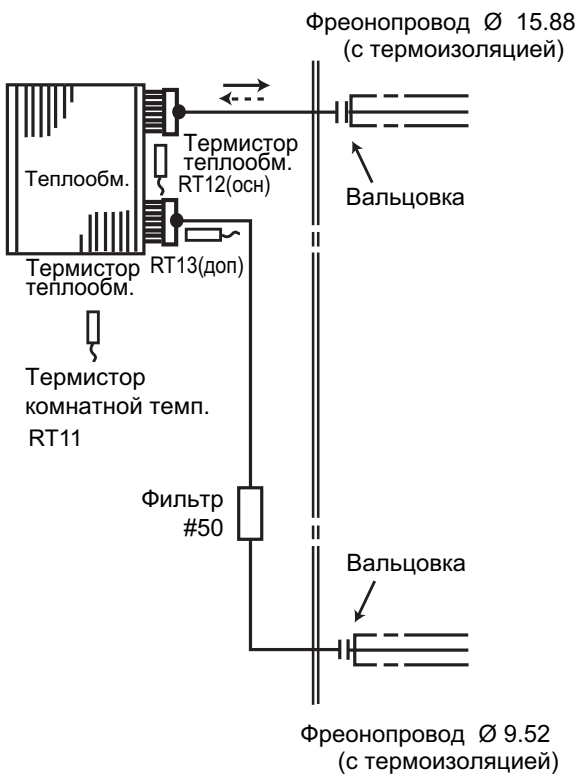 Фреонопровод Ø 15.88
(с термоизоляцией)
Теплообм.
Термистор
теплообм.
RT12(осн)
Вальцовка
Термистор
теплообм.
RT13(доп)
Термистор
комнатной темп.
RT11
Фильтр
#50
Вальцовка
Фреонопровод Ø 9.52
(с термоизоляцией)